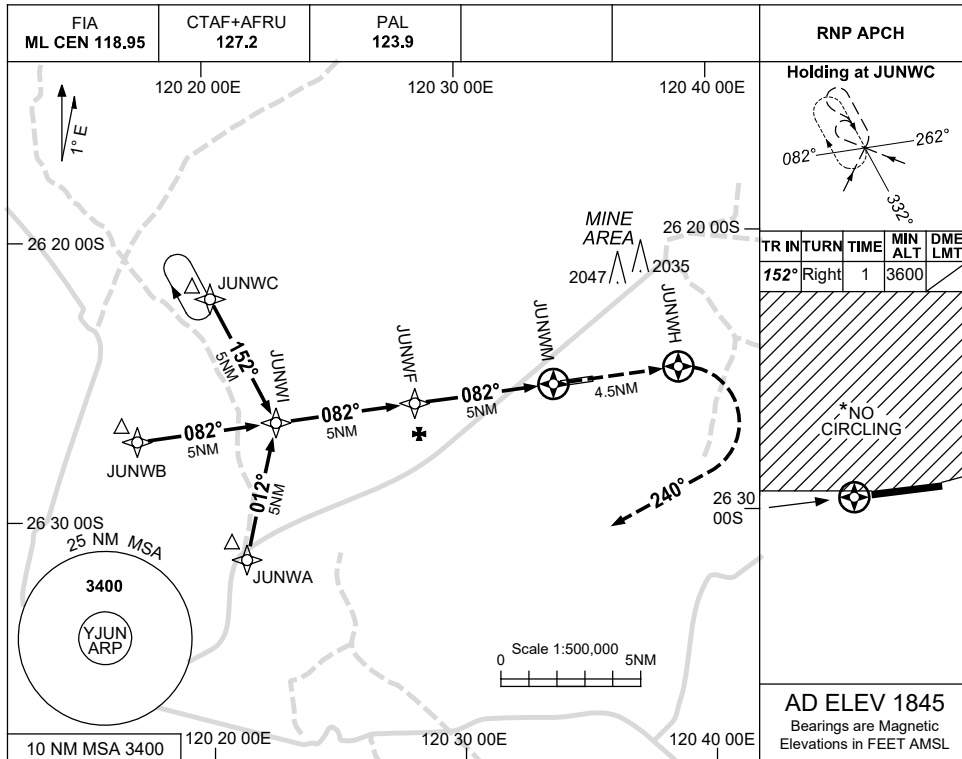 FIA
ML CEN 118.95
CTAF+AFRU
127.2
PAL
123.9
RNP APCH
120 20 00E
120 30 00E
120 40 00E
1° E
Holding at JUNWC
082°
262°
332°
TR IN TURN TIME MIN ALT DME LMT
152° Right 1 3600
26 20 00S
26 20 00S
MINE
AREA
2047
2035
JUNWC
152°
5NM
JUNWI
JUNWF
JUNWM
JUNWH
082°
5NM
JUNWB
082°
5NM
082°
5NM
4.5NM
012°
5NM
JUNWA
240°
*NO
CIRCLING
26 30
00S
26 30 00S
25 NM MSA
3400
YJUN
ARP
Scale 1:500,000
0 5NM
10 NM MSA 3400
120 20 00E
120 30 00E
120 40 00E
AD ELEV 1845
Bearings are Magnetic
Elevations in FEET AMSL